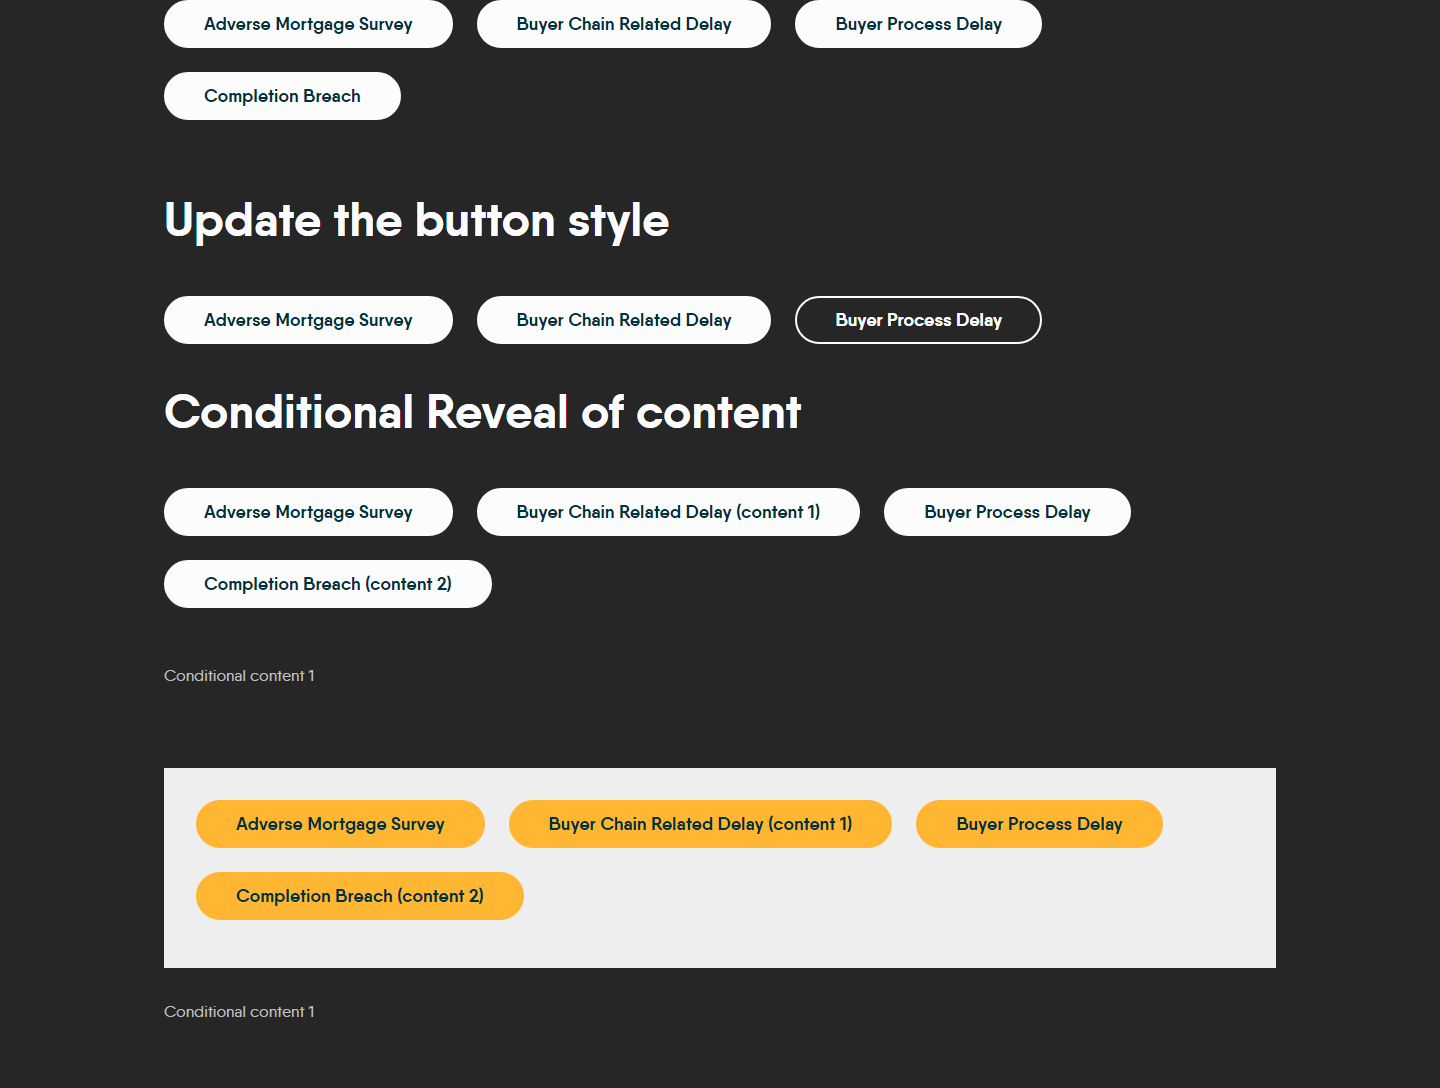 Adverse Mortgage Survey Buyer Chain Related Delay Buyer Process Delay
Completion Breach
Update the button style
Adverse Mortgage Survey Buyer Chain Related Delay Buyer Process Delay
Conditional Reveal of content
Adverse Mortgage Survey Buyer Chain Related Delay (content 1) Buyer Process Delay
Completion Breach (content 2)
Conditional content 1
Adverse Mortgage Survey Buyer Chain Related Delay (content 1) Buyer Process Delay
Completion Breach (content 2)
Conditional content 1